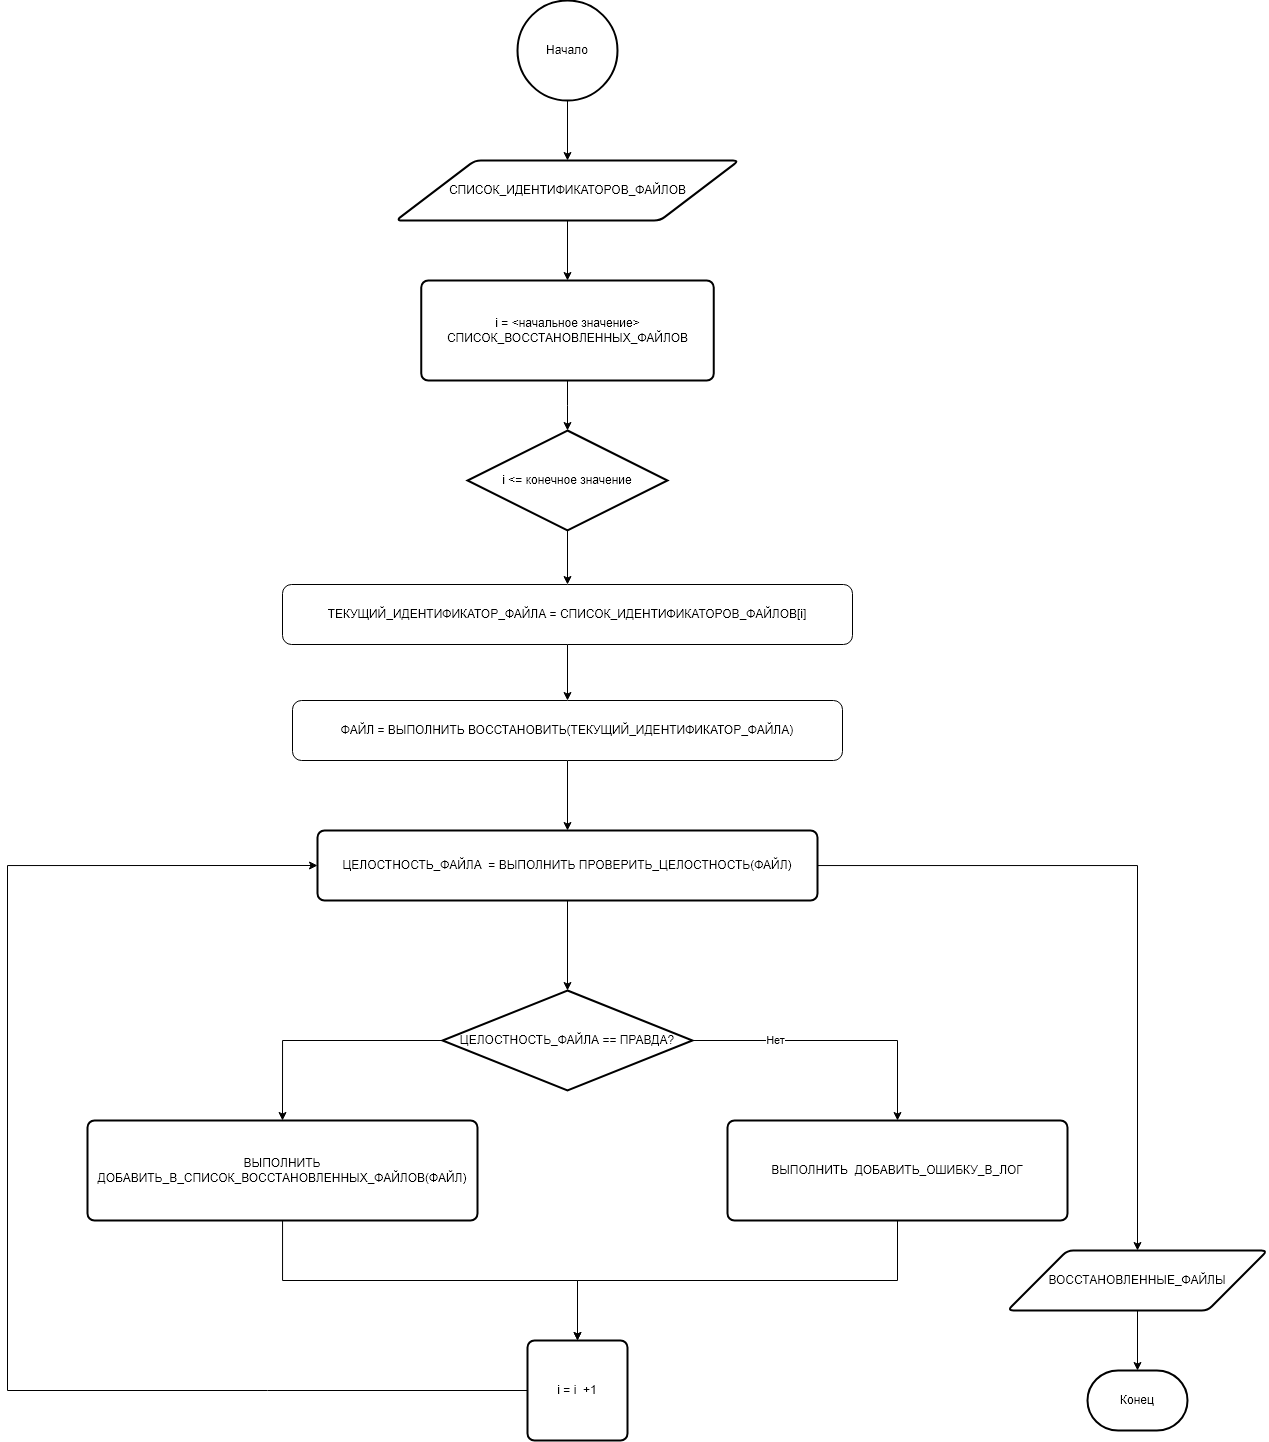 Начало
СПИСОК_ИДЕНТИФИКАТОРОВ_ФАЙЛОВ
i = <начальное значение>
СПИСОК_ВОССТАНОВЛЕННЫХ_ФАЙЛОВ
i <= конечное значение
ТЕКУЩИЙ_ИДЕНТИФИКАТОР_ФАЙЛА = СПИСОК_ИДЕНТИФИКАТОРОВ_ФАЙЛОВ[i]
ФАЙЛ = ВЫПОЛНИТЬ ВОССТАНОВИТЬ(ТЕКУЩИЙ_ИДЕНТИФИКАТОР_ФАЙЛА)
ЦЕЛОСТНОСТЬ_ФАЙЛА = ВЫПОЛНИТЬ ПРОВЕРИТЬ_ЦЕЛОСТНОСТЬ(ФАЙЛ)
ЦЕЛОСТНОСТЬ_ФАЙЛА == ПРАВДА?
Нет
ВЫПОЛНИТЬ
ДОБАВИТЬ_В_СПИСОК_ВОССТАНОВЛЕННЫХ_ФАЙЛОВ(ФАЙЛ)
ВЫПОЛНИТЬ ДОБАВИТЬ_ОШИБКУ_В_ЛОГ
ВОССТАНОВЛЕННЫЕ_ФАЙЛЫ
i = i +1
Конец